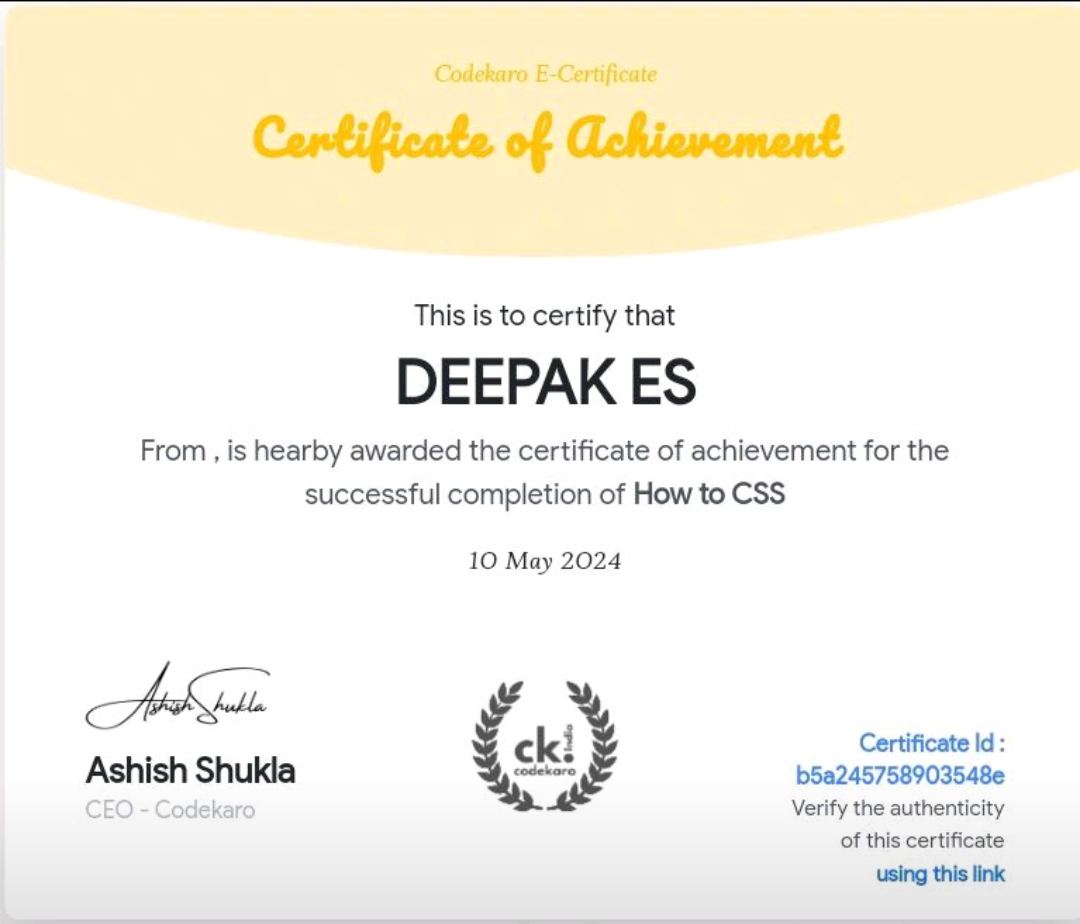 Codekaro E-Certificate
Certificate of Achievement
This is to certify that
DEEPAK ES
From , is hearby awarded the certificate of achievement for the
successful completion of How to CSS
10 May 2024
Ashish Shukla
Ashish Shukla
CEO - Codekaro
ck.
India
codekaro
Certificate Id :
b5a245758903548e
Verify the authenticity
of this certificate
using this link